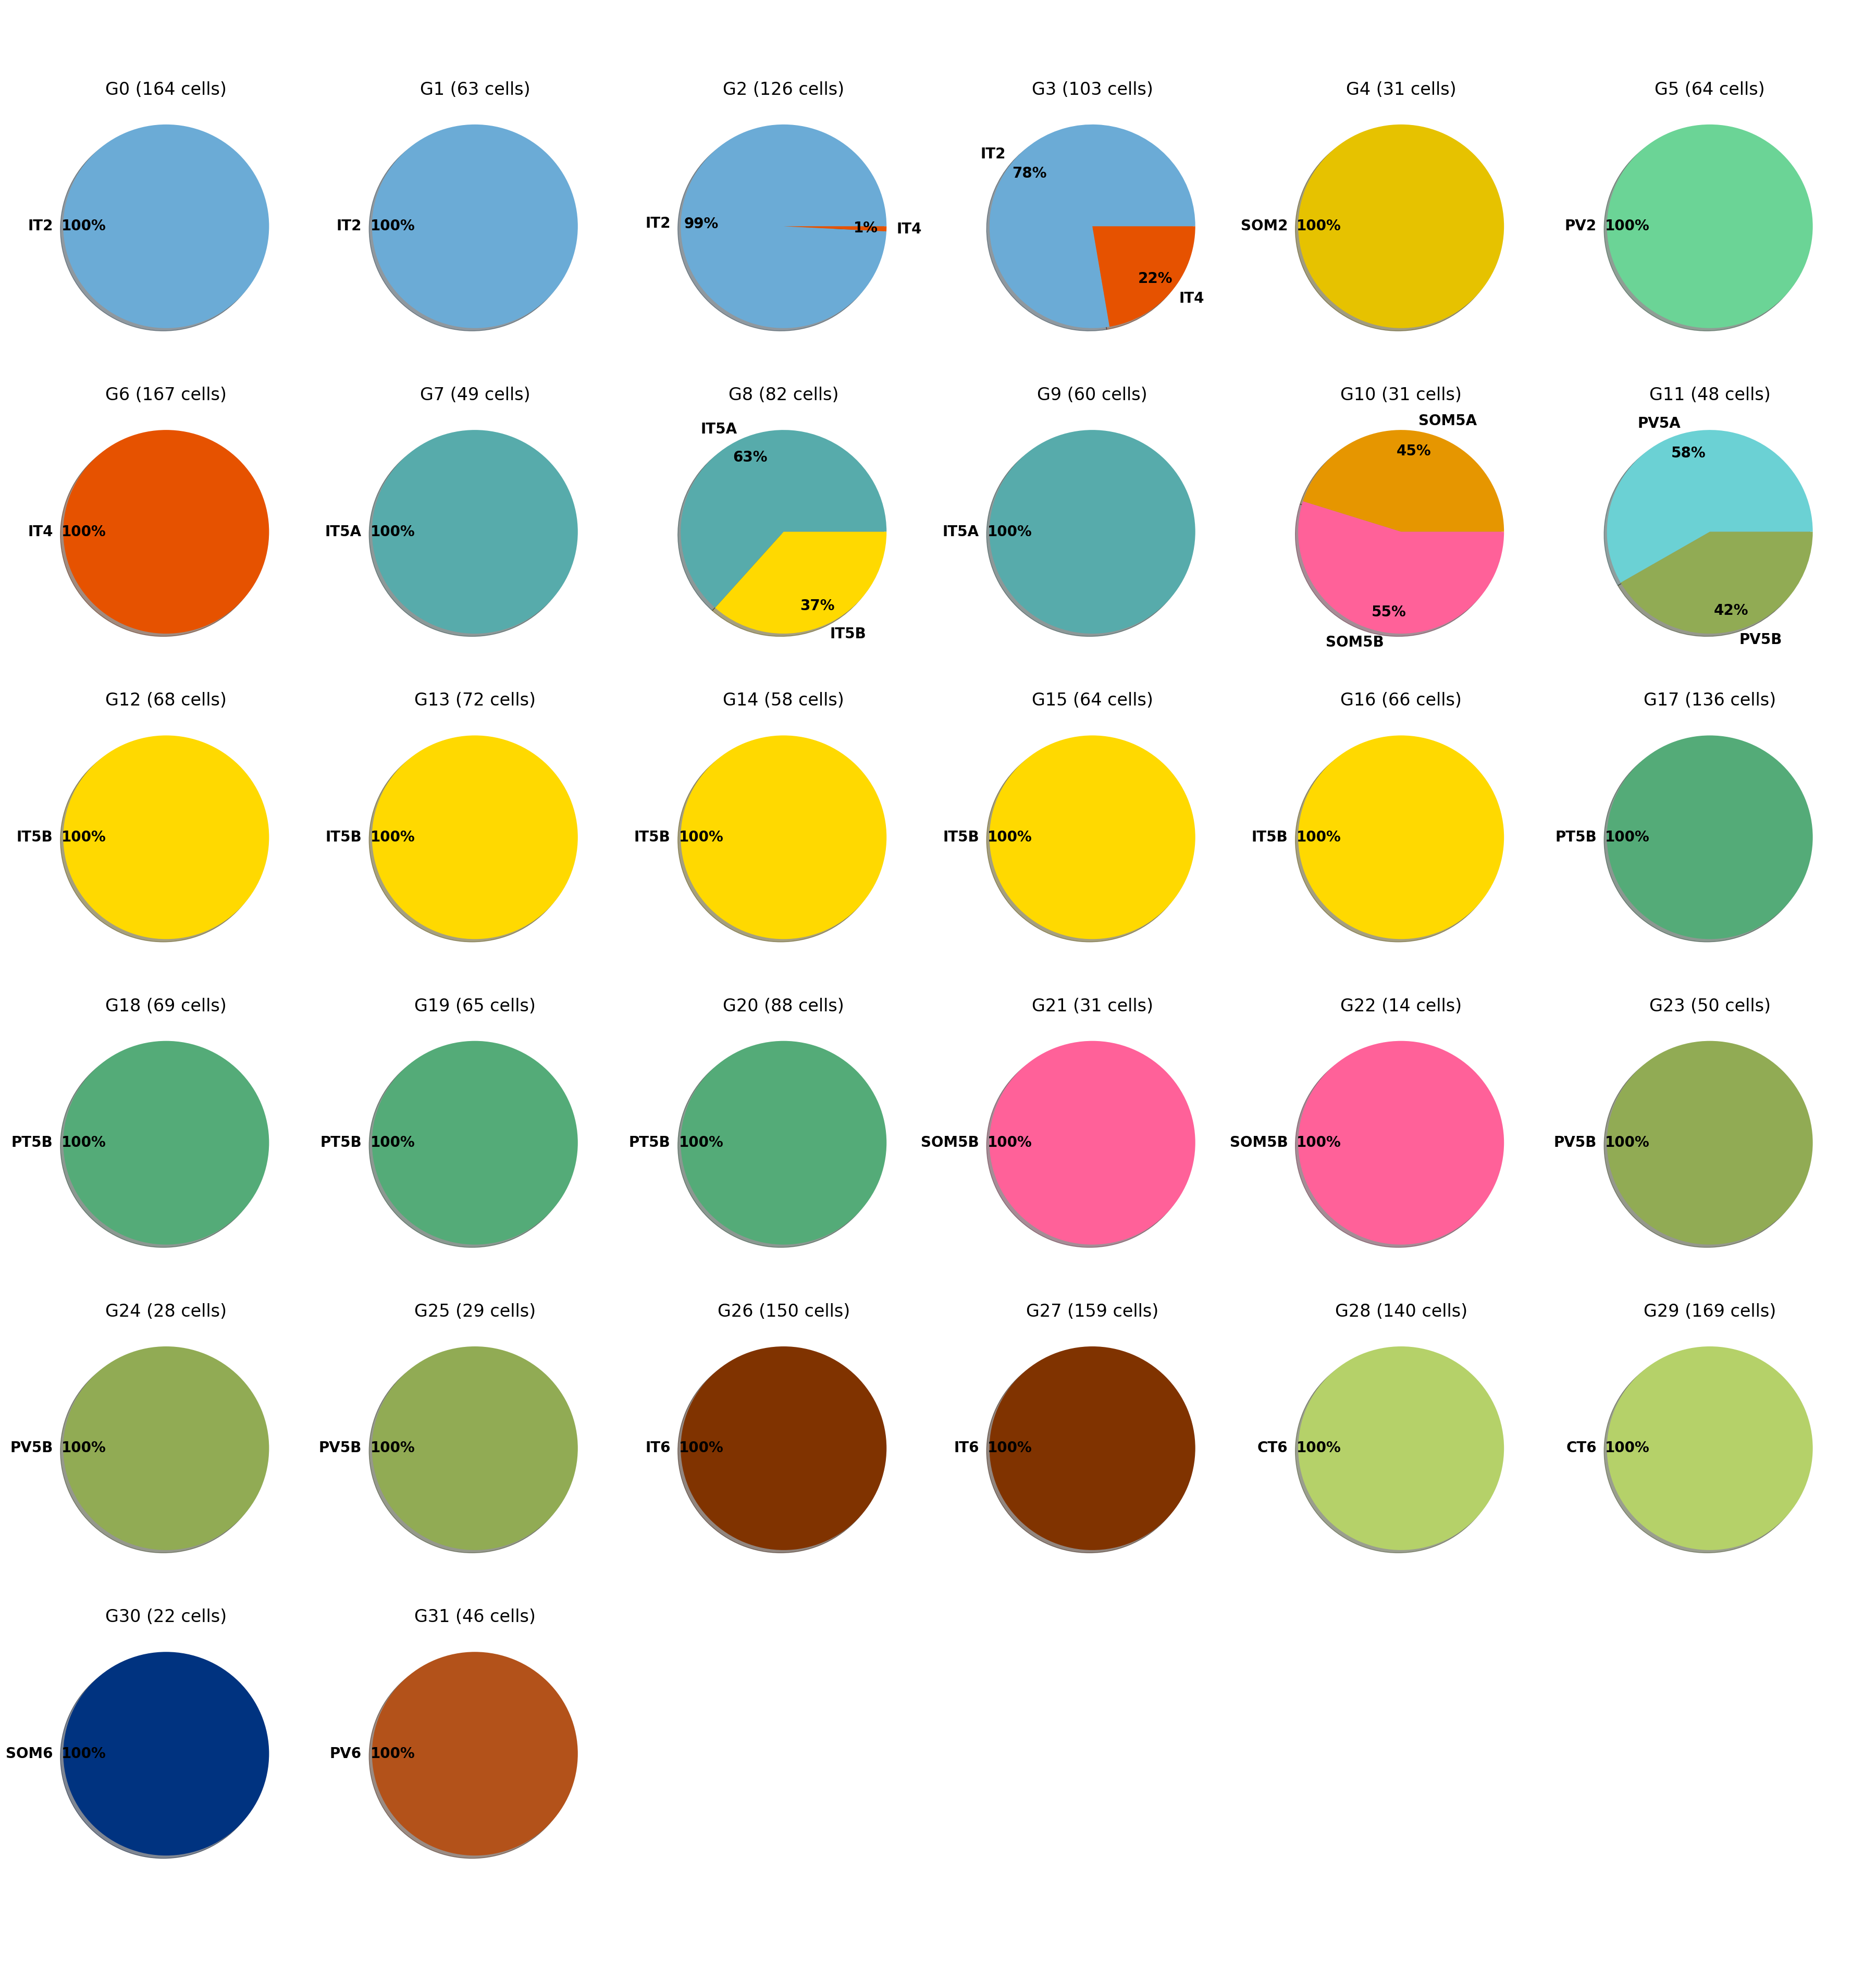 G0 (164 cells)
IT2
100%
G1 (63 cells)
IT2
100%
G2 (126 cells)
IT2
99%
1%
IT4
G3 (103 cells)
IT2
78%
22%
IT4
G4 (31 cells)
SOM2
100%
G5 (64 cells)
PV2
100%
G6 (167 cells)
IT4
100%
G7 (49 cells)
IT5A
100%
G8 (82 cells)
IT5A
63%
37%
IT5B
G9 (60 cells)
IT5A
100%
G10 (31 cells)
SOM5A
45%
55%
SOM5B
G11 (48 cells)
PV5A
58%
42%
PV5B
G12 (68 cells)
IT5B
100%
G13 (72 cells)
IT5B
100%
G14 (58 cells)
IT5B
100%
G15 (64 cells)
IT5B
100%
G16 (66 cells)
IT5B
100%
G17 (136 cells)
PT5B
100%
G18 (69 cells)
PT5B
100%
G19 (65 cells)
PT5B
100%
G20 (88 cells)
PT5B
100%
G21 (31 cells)
SOM5B
100%
G22 (14 cells)
SOM5B
100%
G23 (50 cells)
PV5B
100%
G24 (28 cells)
PV5B
100%
G25 (29 cells)
PV5B
100%
G26 (150 cells)
IT6
100%
G27 (159 cells)
IT6
100%
G28 (140 cells)
CT6
100%
G29 (169 cells)
CT6
100%
G30 (22 cells)
SOM6
100%
G31 (46 cells)
PV6
100%